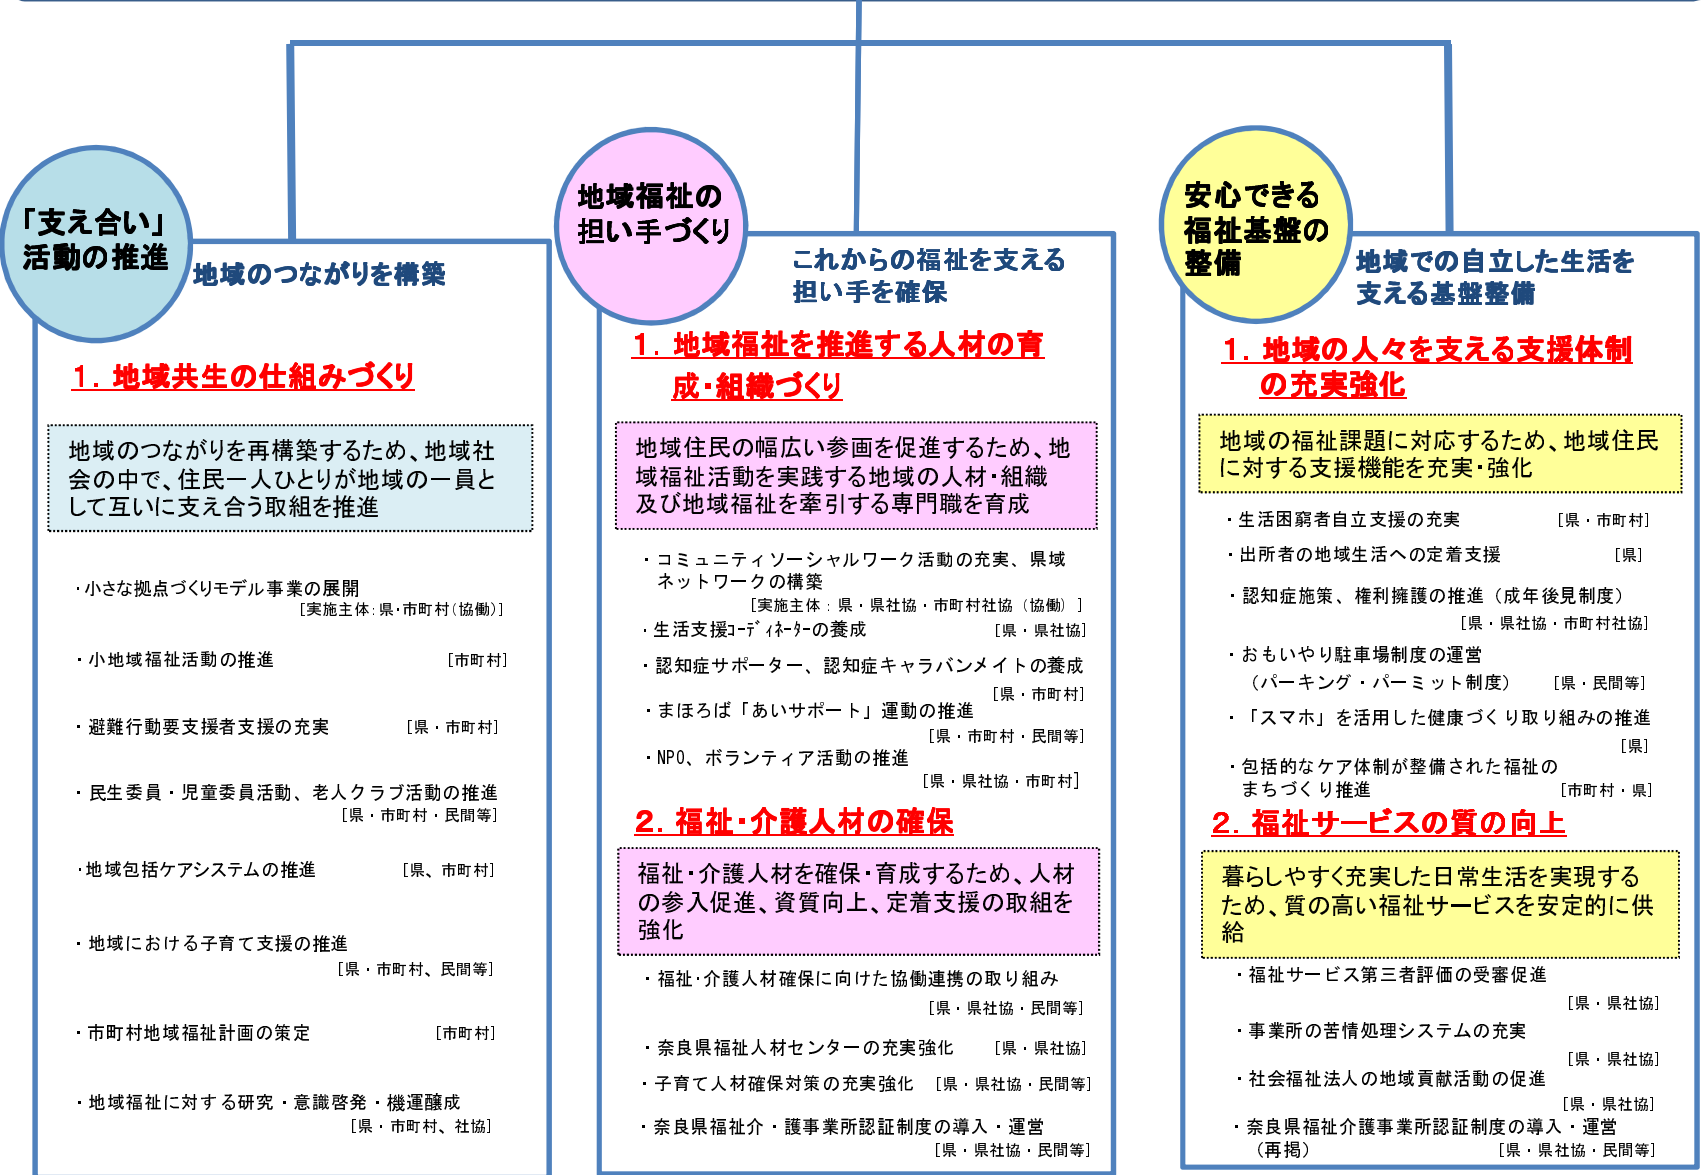 「支え合い」
活動の推進
地域のつながりを構築
1．地域共生の仕組みづくり
地域のつながりを再構築するため、地域社
会の中で、住民一人ひとりが地域の一員と
して互いに支え合う取組を推進
・小さな拠点づくりモデル事業の展開
[実施主体：県・市町村（協働）]
・小地域福祉活動の推進 [市町村]
・避難行動要支援者支援の充実 [県・市町村]
・民生委員・児童委員活動、老人クラブ活動の推進
[県・市町村・民間等]
・地域包括ケアシステムの推進 [県、市町村]
・地域における子育て支援の推進
[県・市町村、民間等]
・市町村地域福祉計画の策定 [市町村]
・地域福祉に対する研究・意識啓発・機運醸成
[県・市町村、社協]
地域福祉の
担い手づくり
これからの福祉を支える
担い手を確保
1．地域福祉を推進する人材の育
成・組織づくり
地域住民の幅広い参画を促進するため、地
域福祉活動を実践する地域の人材・組織
及び地域福祉を牽引する専門職を育成
・コミュニティソーシャルワーク活動の充実、県域
ネットワークの構築
[実施主体：県・県社協・市町村社協（協働）]
・生活支援ｺｰﾃﾞｨﾈｰﾀｰの養成 [県・県社協]
・認知症サポーター、認知症キャラバンメイトの養成
[県・市町村]
・まほろば「あいサポート」運動の推進
[県・市町村・民間等]
・NPO、ボランティア活動の推進
[県・県社協・市町村]
2．福祉・介護人材の確保
福祉・介護人材を確保・育成するため、人材
の参入促進、資質向上、定着支援の取組を
強化
・福祉・介護人材確保に向けた協働連携の取り組み
[県・県社協・民間等]
・奈良県福祉人材センターの充実強化 [県・県社協]
・子育て人材確保対策の充実強化 [県・県社協・民間等]
・奈良県福祉介・護事業所認証制度の導入・運営
[県・県社協・民間等]
安心できる
福祉基盤の
整備
地域での自立した生活を
支える基盤整備
1．地域の人々を支える支援体制
の充実強化
地域の福祉課題に対応するため、地域住民
に対する支援機能を充実・強化
・生活困窮者自立支援の充実 [県・市町村]
・出所者の地域生活への定着支援 [県]
・認知症施策、権利擁護の推進（成年後見制度）
[県・県社協・市町村社協]
・おもいやり駐車場制度の運営
（パーキング・パーミット制度） [県・民間等]
・「スマホ」を活用した健康づくり取り組みの推進
[県]
・包括的なケア体制が整備された福祉の
まちづくり推進 [市町村・県]
2．福祉サービスの質の向上
暮らしやすく充実した日常生活を実現する
ため、質の高い福祉サービスを安定的に供
給
・福祉サービス第三者評価の受審促進
[県・県社協]
・事業所の苦情処理システムの充実
[県・県社協]
・社会福祉法人の地域貢献活動の促進
[県・県社協]
・奈良県福祉介護事業所認証制度の導入・運営
（再掲） [県・県社協・民間等]